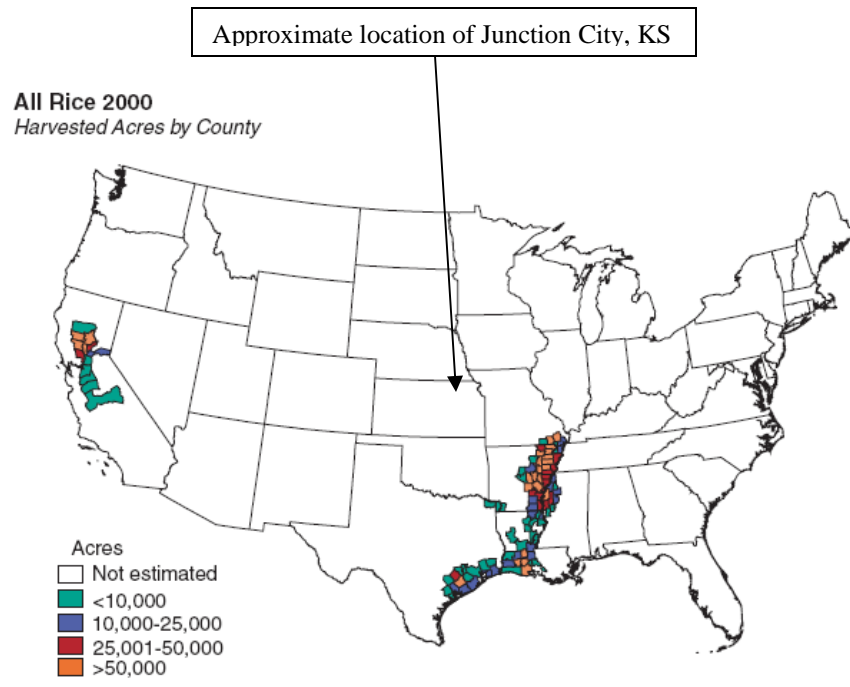 Approximate location of Junction City, KS
All Rice 2000
Harvested Acres by County
Acres
Not estimated
<10,000
10,000-25,000
25,001-50,000
>50,000